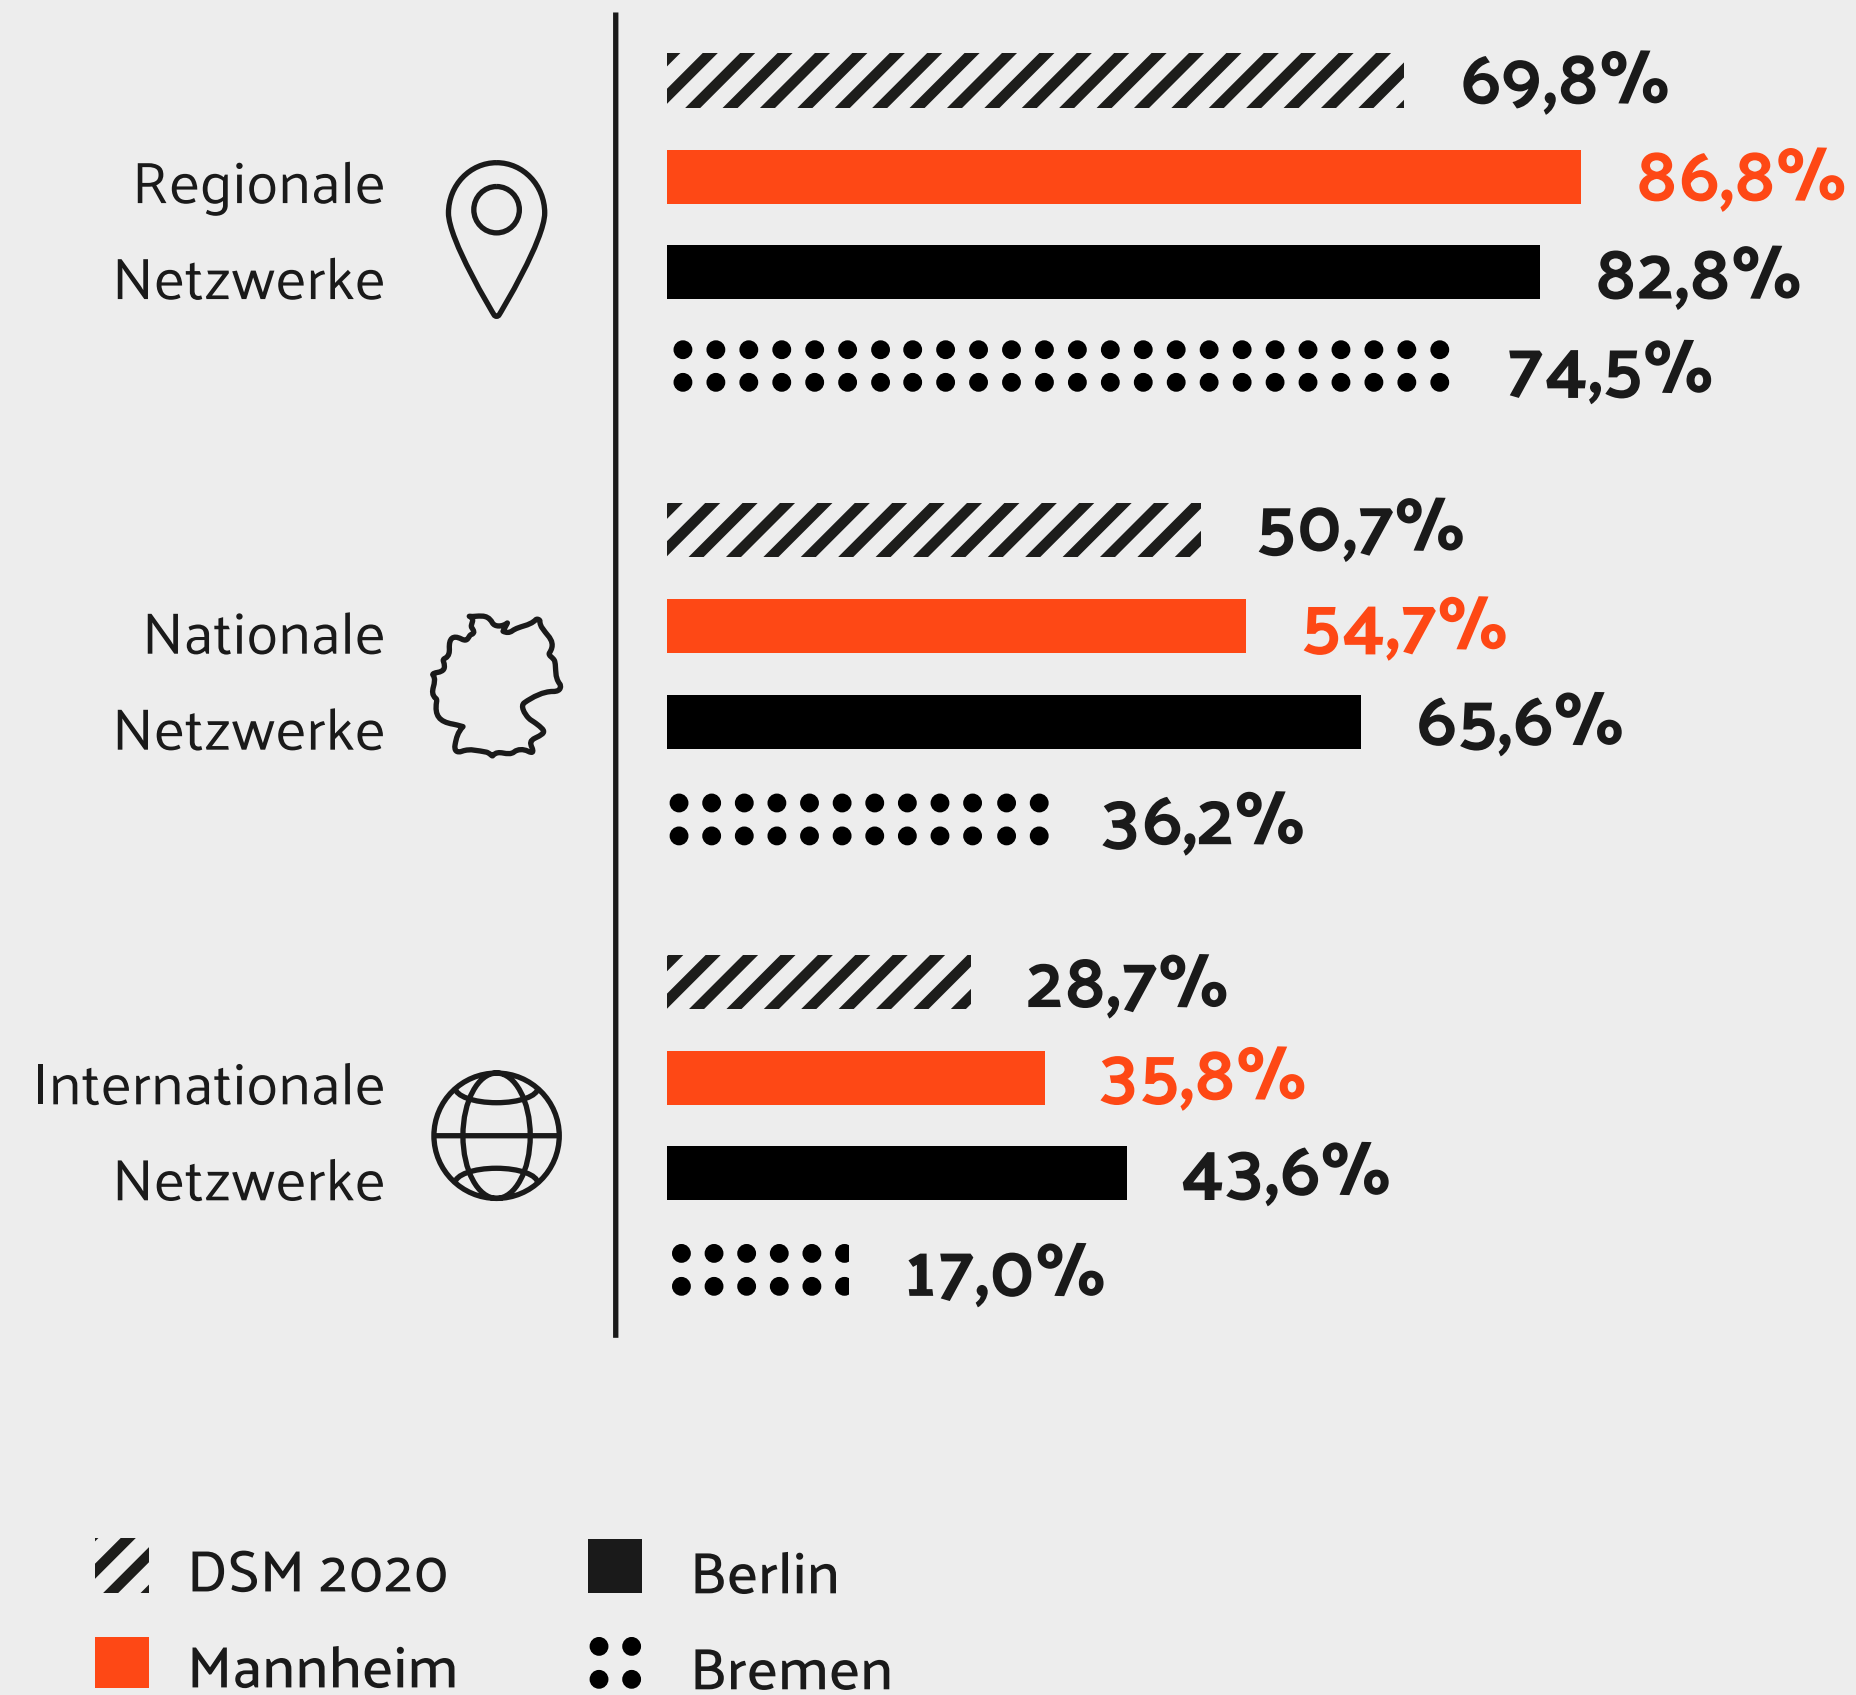 69,8%
86,8%
Regionale
Netzwerke
82,8%
74,5%
50,7%
54,7%
Nationale
Netzwerke
65,6%
36,2%
28,7%
35,8%
Internationale
Netzwerke
43,6%
17,0%
DSM 2020
Berlin
Mannheim
Bremen